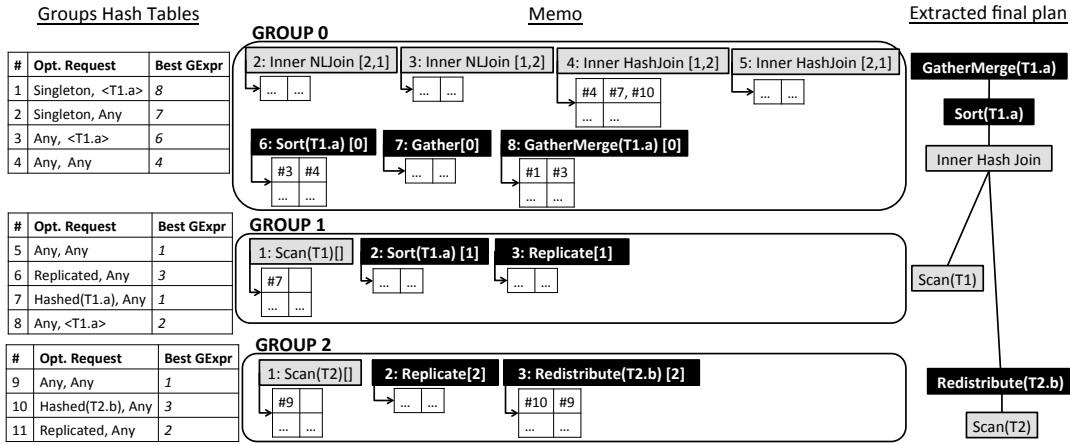 Groups Hash Tables
Memo
Extracted final plan
GROUP 0
2: Inner NLJoin [2,1]
3: Inner NLJoin [1,2]
4: Inner HashJoin [1,2]
5: Inner HashJoin [2,1]
... ...
... ...
#4 #7, #10
... ...
... ...
6: Sort(T1.a) [0]
7: Gather[0]
8: GatherMerge(T1.a) [0]
#3 #4
... ...
... ...
#1 #3
... ...
# Opt. Request Best GExpr
1 Singleton, <T1.a> 8
2 Singleton, Any 7
3 Any, <T1.a> 6
4 Any, Any 4
GROUP 1
1: Scan(T1)[]
2: Sort(T1.a) [1]
3: Replicate[1]
#7
... ...
... ...
... ...
# Opt. Request Best GExpr
5 Any, Any 1
6 Replicated, Any 3
7 Hashed(T1.a), Any 1
8 Any, <T1.a> 2
GROUP 2
1: Scan(T2)[]
2: Replicate[2]
3: Redistribute(T2.b) [2]
#9
... ...
... ...
#10 #9
... ...
# Opt. Request Best GExpr
9 Any, Any 1
10 Hashed(T2.b), Any 3
11 Replicated, Any 2
GatherMerge(T1.a)
Sort(T1.a)
Inner Hash Join
Scan(T1)
Redistribute(T2.b)
Scan(T2)